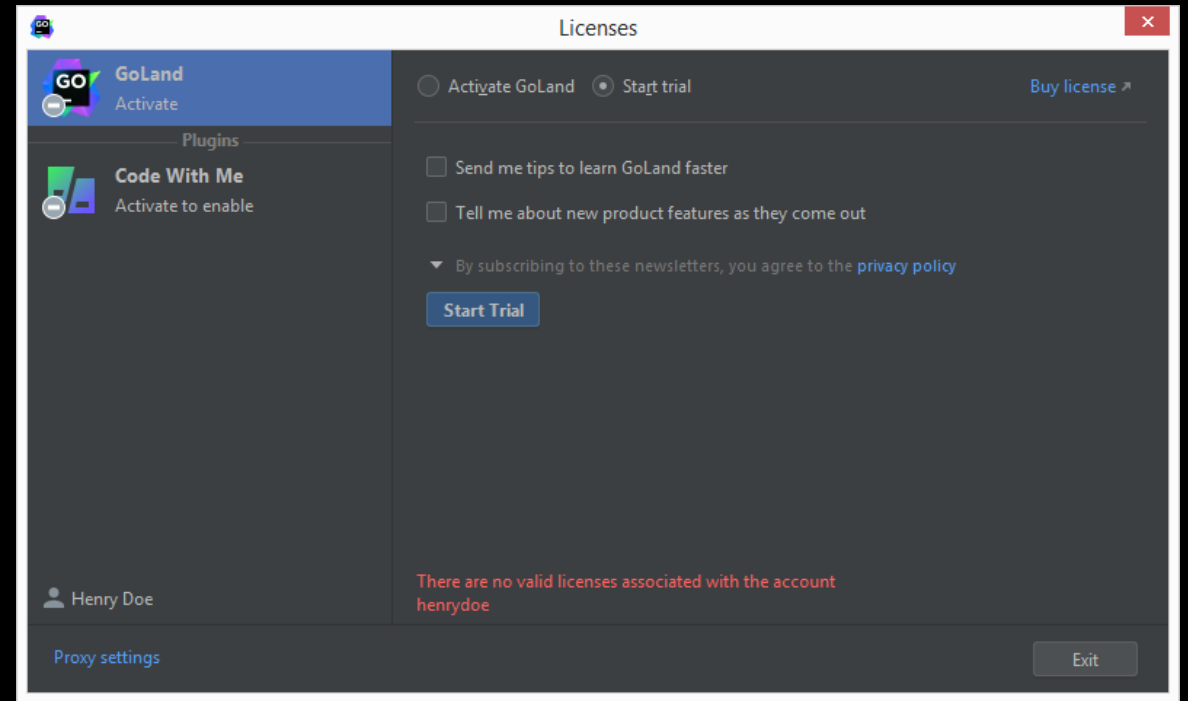 Licenses
GO
GoLand
Activate
Plugins
Code With Me
Activate to enable
Henry Doe
Activate GoLand Start trial Buy license
Send me tips to learn GoLand faster
Tell me about new product features as they come out
By subscribing to these newsletters, you agree to the privacy policy
Start Trial
There are no valid licenses associated with the account
henrydoe
Proxy settings
Exit